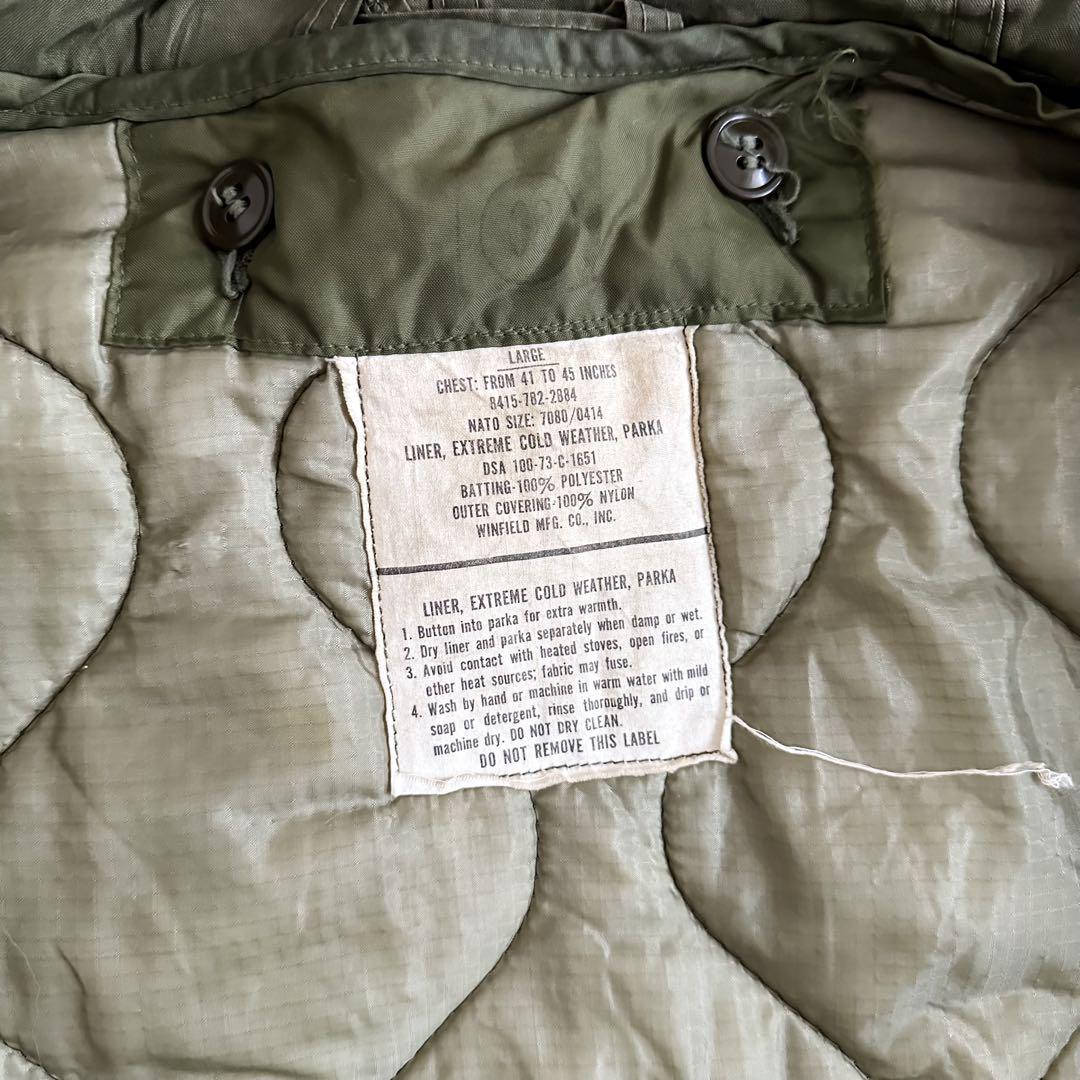 LARGE
CHEST: FROM 41 TO 45 INCHES
8415-782-2884
NATO SIZE: 7080/0414
LINER, EXTREME COLD WEATHER, PARKA
DSA 100-73-C-1651
BATTING-100% POLYESTER
OUTER COVERING-100% NYLON
WINFIELD MFG. CO., INC.
LINER, EXTREME COLD WEATHER, PARKA
1. Button into parka for extra warmth.
2. Dry liner and parka separately when damp or wet.
3. Avoid contact with heated stoves, open fires, or
other heat sources; fabric may fuse.
4. Wash by hand or machine in warm water with mild
soap or detergent, rinse thoroughly, and drip or
machine dry. DO NOT DRY CLEAN.
DO NOT REMOVE THIS LABEL